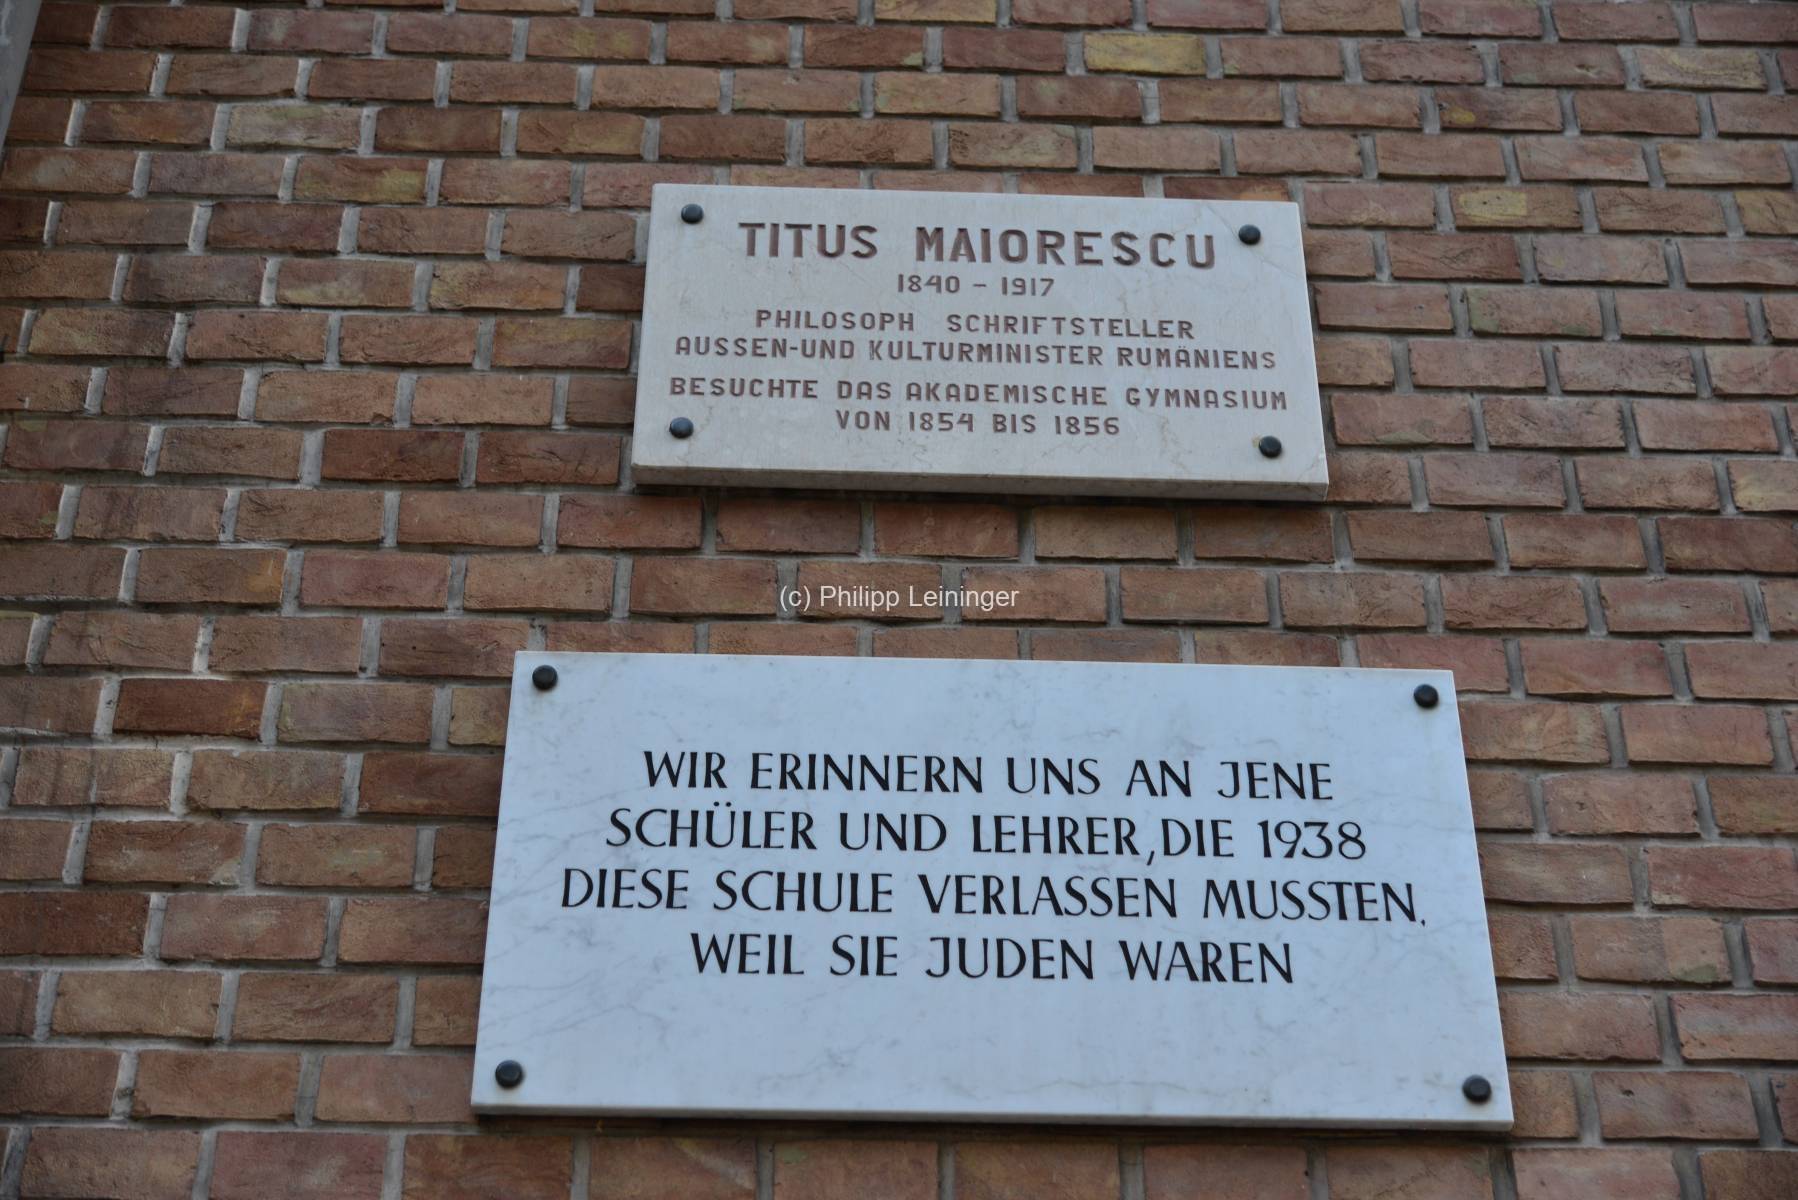 TITUS MAIORESCU
1840 - 1917
PHILOSOPH SCHRIFTSTELLER
AUSSEN-UND KULTURMINISTER RUMÄNIENS
BESUCHTE DAS AKADEMISCHE GYMNASIUM
VON 1854 BIS 1856
(c) Philipp Leininger
WIR ERINNERN UNS AN JENE
SCHÜLER UND LEHRER, DIE 1938
DIESE SCHULE VERLASSEN MUSSTEN,
WEIL SIE JUDEN WAREN